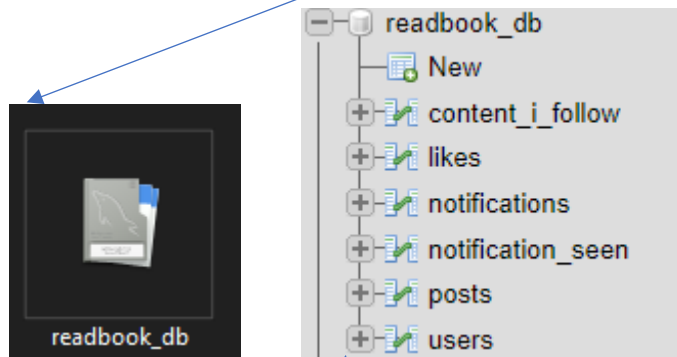 readbook_db
New
content_i_follow
likes
notifications
notification_seen
posts
users
readbook_db